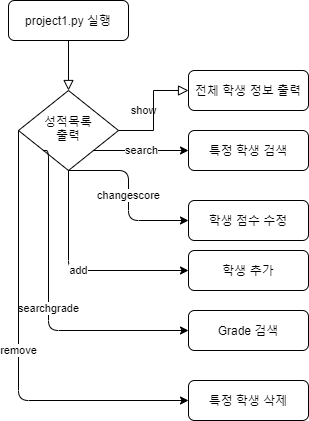 project1.py 실행
성적목록
출력
show
전체 학생 정보 출력
search
특정 학생 검색
changescore
학생 점수 수정
add
학생 추가
searchgrade
Grade 검색
remove
특정 학생 삭제